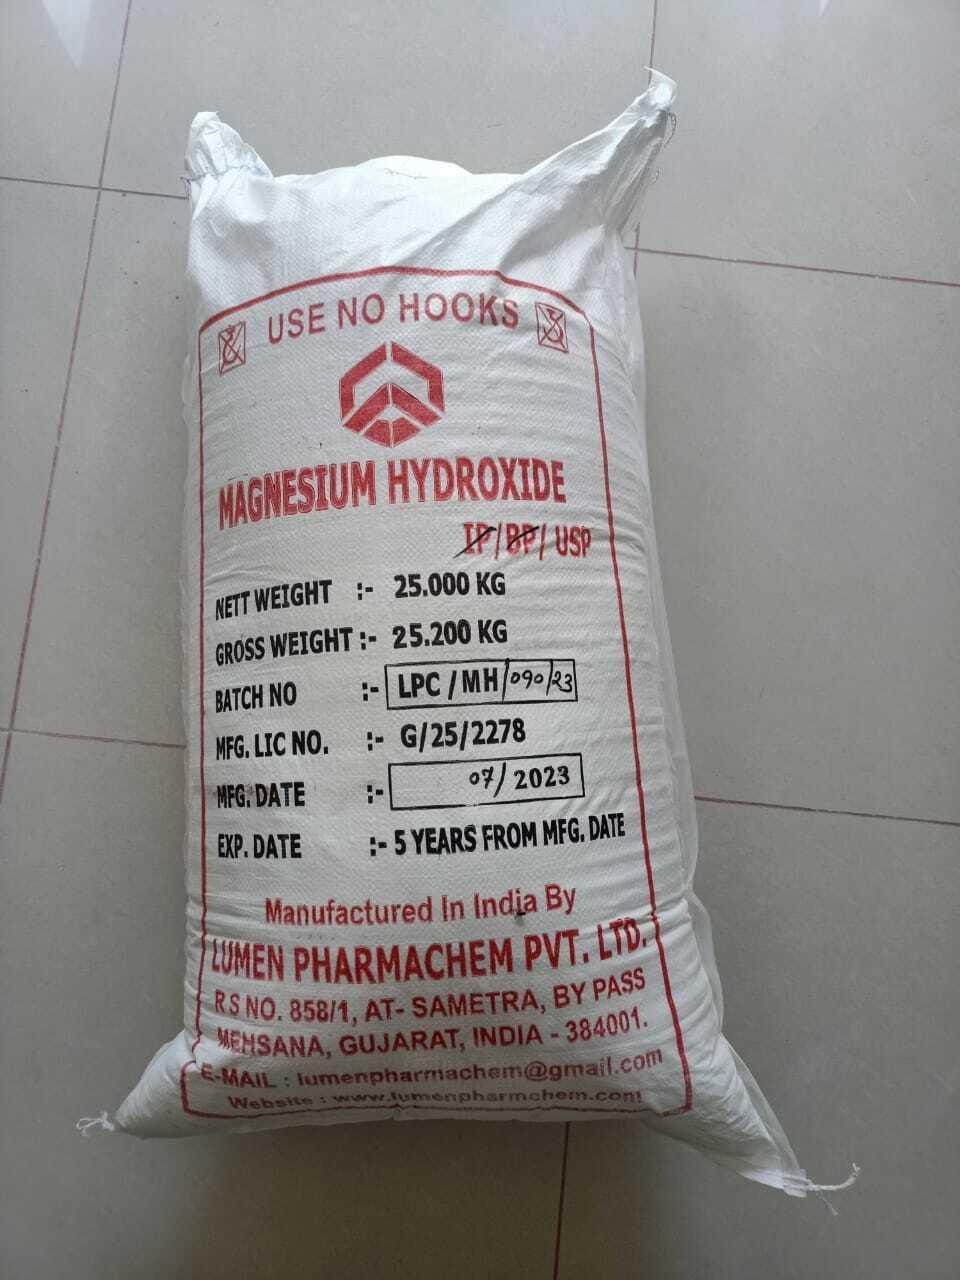 USE NO HOOKS
MAGNESIUM HYDROXIDE
IP/BP/ USP
NETT WEIGHT :- 25.000 KG
GROSS WEIGHT :- 25.200 KG
BATCH NO :- LPC / MH/090/23
MFG. LIC NO. :- G/25/2278
MFG. DATE :- 07/ 2023
EXP. DATE :- 5 YEARS FROM MFG. DATE
Manufactured In India By
LUMEN PHARMACHEM PVT. LTD.
R S NO. 858/1, AT- SAMETRA, BY PASS
MEHSANA, GUJARAT, INDIA - 384001.
E-MAIL : lumenpharmachem@gmail.com
Website : www.lumenpharmchem.com